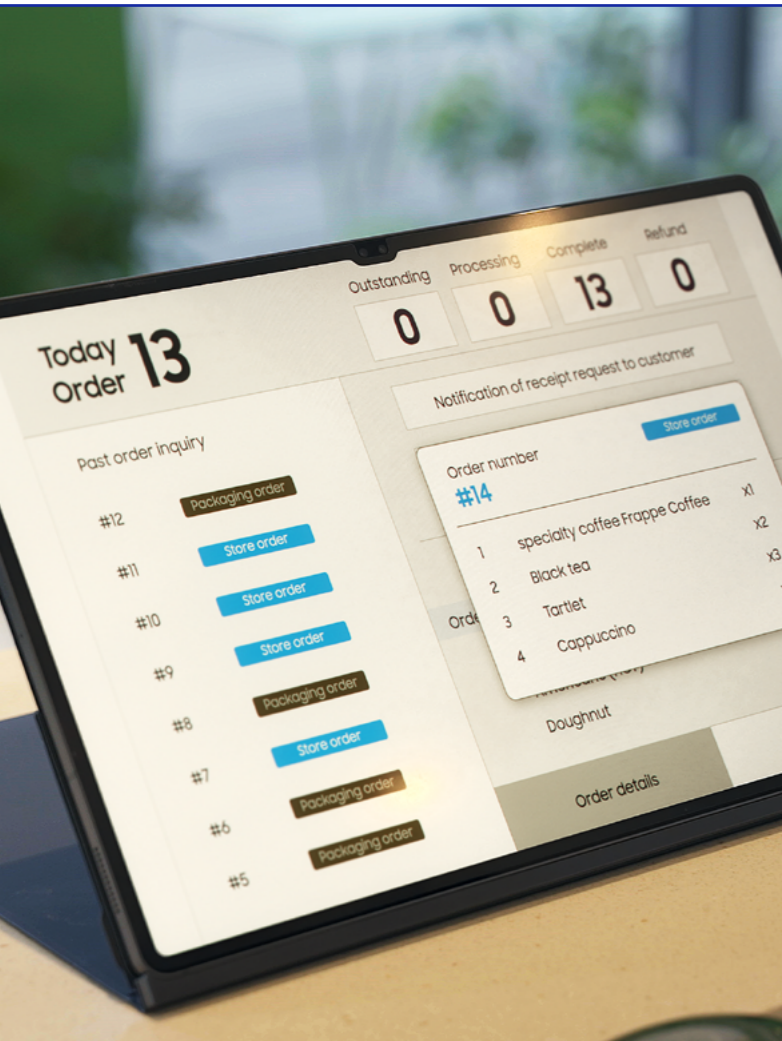 Today
Order
13
Outstanding
0
Processing
0
Complete
13
Refund
0
Past order inquiry
#12 Packaging order
#11 Store order
#10 Store order
#9 Store order
#8 Packaging order
#7 Store order
#6 Packaging order
#5 Packaging order
Notification of receipt request to customer
Store order
Order number
#14
1 specialty coffee Frappe Coffee x1
2 Black tea x2
3 Tartlet x3
4 Cappuccino
Doughnut
Order details